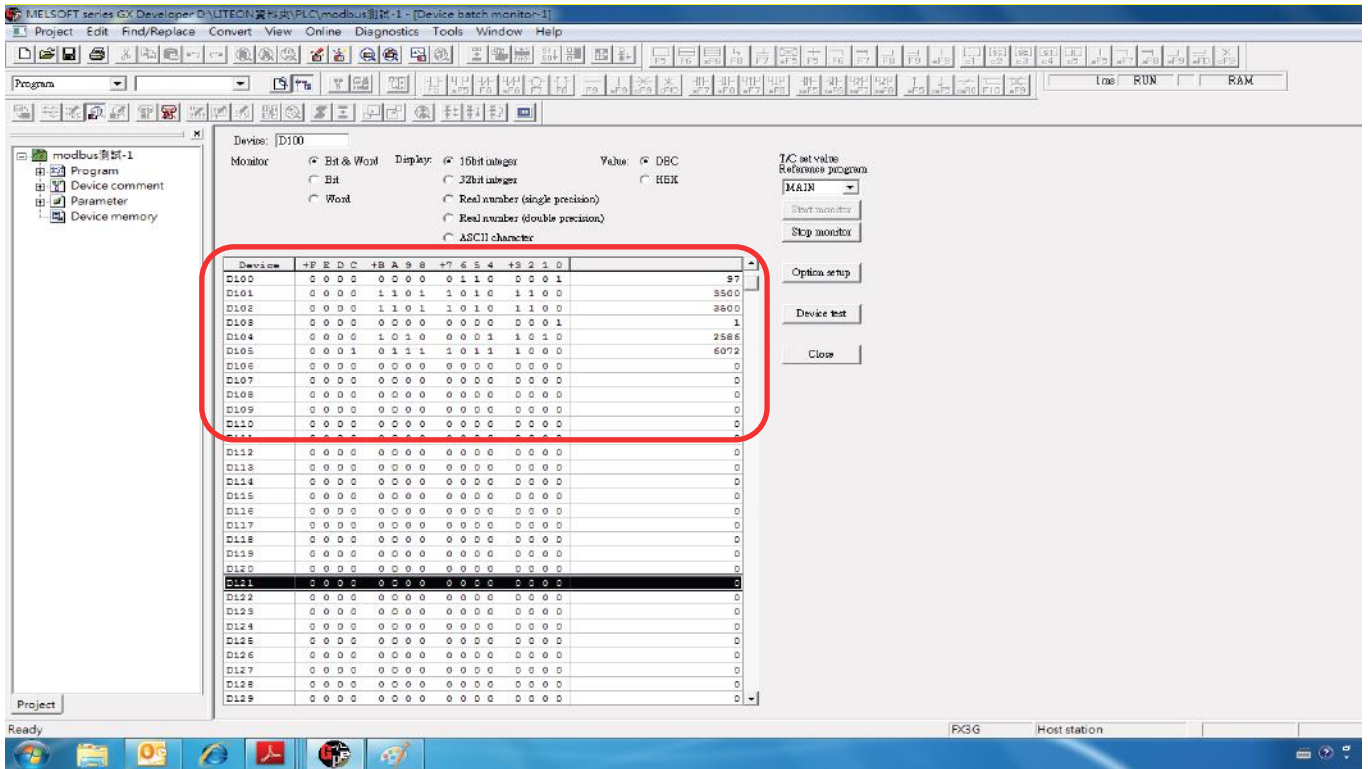 MELSOFT series GX Developer D:\LITEON資料夾\PLC\modbus測試-1 - [Device batch monitor-1]
Project Edit Find/Replace Convert View Online Diagnostics Tools Window Help
Program
1ms RUN RAM
modbus測試-1
Program
Device comment
Parameter
Device memory
Project
Device: D100
Monitor Bit & Word Display: 16bit integer Value: DEC
Bit 32bit integer HEX
Word Real number (single precision)
Real number (double precision)
ASCII character
T/C set value
Reference program
MAIN
Start monitor
Stop monitor
Option setup
Device test
Close
Device +F E D C +B A 9 8 +7 6 5 4 +3 2 1 0
D100 0 0 0 0 0 0 0 0 0 1 1 0 0 0 0 1 97
D101 0 0 0 0 1 1 0 1 1 0 1 0 1 1 0 0 3500
D102 0 0 0 0 1 1 0 1 1 0 1 0 1 1 0 0 3500
D103 0 0 0 0 0 0 0 0 0 0 0 0 0 0 0 1 1
D104 0 0 0 0 1 0 1 0 0 0 0 1 1 0 1 0 2586
D105 0 0 0 1 0 1 1 1 1 0 1 1 1 0 0 0 6072
D106 0 0 0 0 0 0 0 0 0 0 0 0 0 0 0 0 0
D107 0 0 0 0 0 0 0 0 0 0 0 0 0 0 0 0 0
D108 0 0 0 0 0 0 0 0 0 0 0 0 0 0 0 0 0
D109 0 0 0 0 0 0 0 0 0 0 0 0 0 0 0 0 0
D110 0 0 0 0 0 0 0 0 0 0 0 0 0 0 0 0 0
D112 0 0 0 0 0 0 0 0 0 0 0 0 0 0 0 0 0
D113 0 0 0 0 0 0 0 0 0 0 0 0 0 0 0 0 0
D114 0 0 0 0 0 0 0 0 0 0 0 0 0 0 0 0 0
D115 0 0 0 0 0 0 0 0 0 0 0 0 0 0 0 0 0
D116 0 0 0 0 0 0 0 0 0 0 0 0 0 0 0 0 0
D117 0 0 0 0 0 0 0 0 0 0 0 0 0 0 0 0 0
D118 0 0 0 0 0 0 0 0 0 0 0 0 0 0 0 0 0
D119 0 0 0 0 0 0 0 0 0 0 0 0 0 0 0 0 0
D120 0 0 0 0 0 0 0 0 0 0 0 0 0 0 0 0 0
D121 0 0 0 0 0 0 0 0 0 0 0 0 0 0 0 0 0
D122 0 0 0 0 0 0 0 0 0 0 0 0 0 0 0 0 0
D123 0 0 0 0 0 0 0 0 0 0 0 0 0 0 0 0 0
D124 0 0 0 0 0 0 0 0 0 0 0 0 0 0 0 0 0
D125 0 0 0 0 0 0 0 0 0 0 0 0 0 0 0 0 0
D126 0 0 0 0 0 0 0 0 0 0 0 0 0 0 0 0 0
D127 0 0 0 0 0 0 0 0 0 0 0 0 0 0 0 0 0
D128 0 0 0 0 0 0 0 0 0 0 0 0 0 0 0 0 0
D129 0 0 0 0 0 0 0 0 0 0 0 0 0 0 0 0 0
Ready FX3G Host station